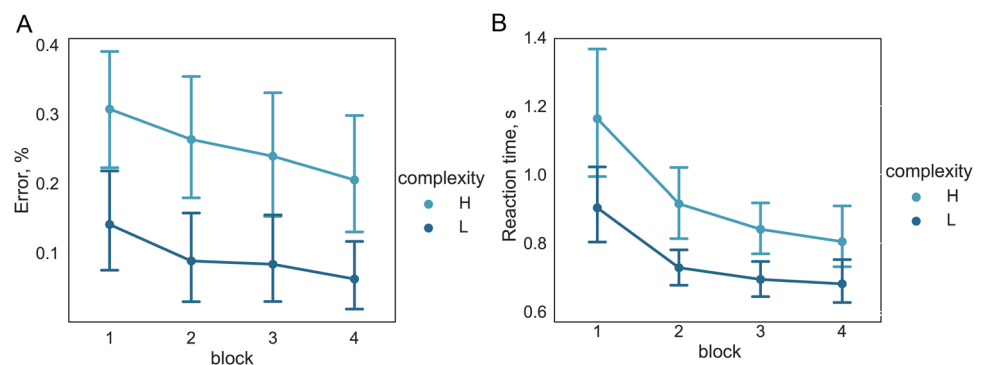 A
Error, %
0.4
0.3
0.2
0.1
1 2 3 4
block
complexity
H
L
B
Reaction time, s
1.4
1.2
1.0
0.8
0.6
1 2 3 4
block
complexity
H
L